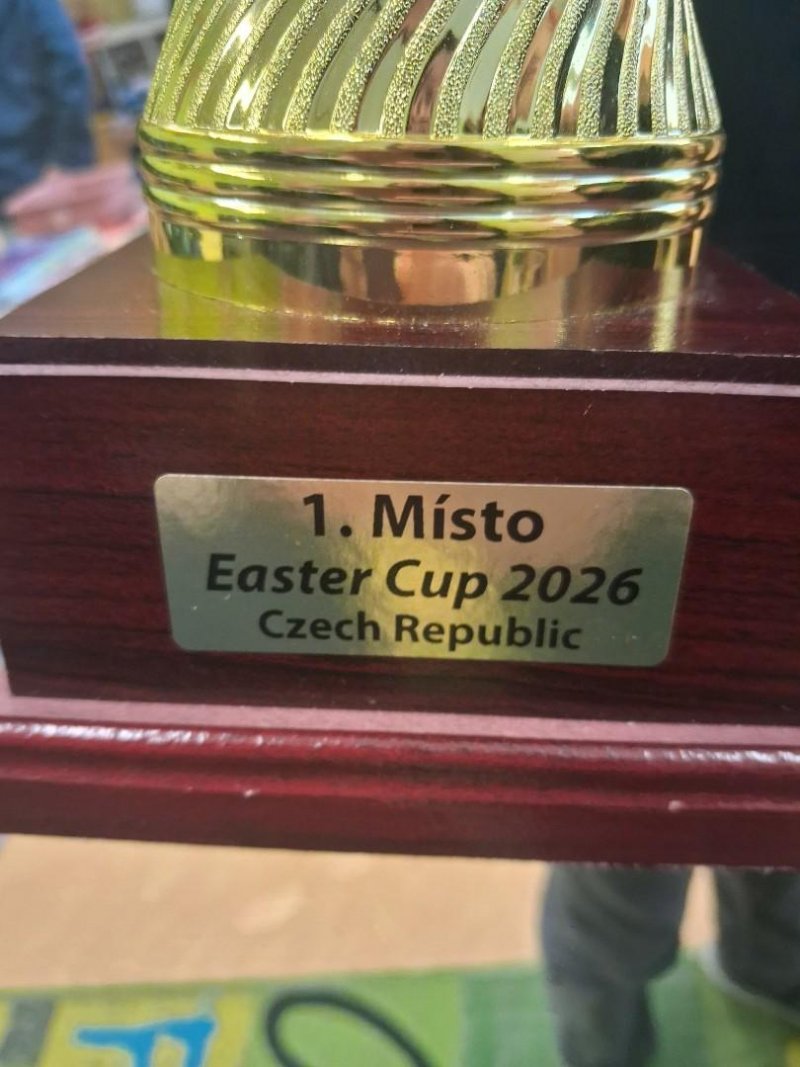 1. Místo
Easter Cup 2026
Czech Republic